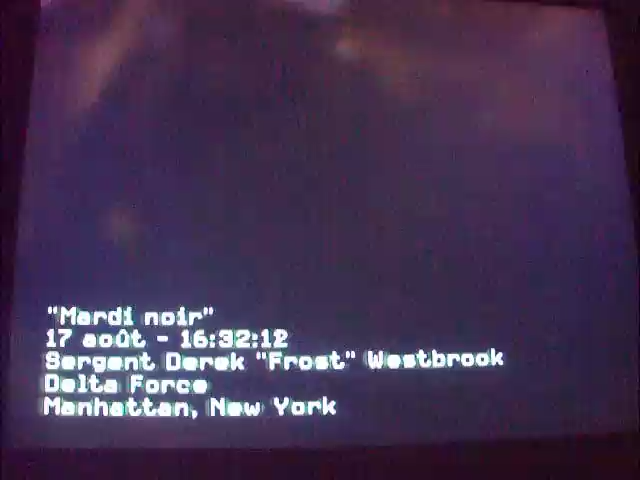 "Mardi noir"
17 août - 16:32:12
Sergent Derek "Frost" Westbrook
Delta Force
Manhattan, New York